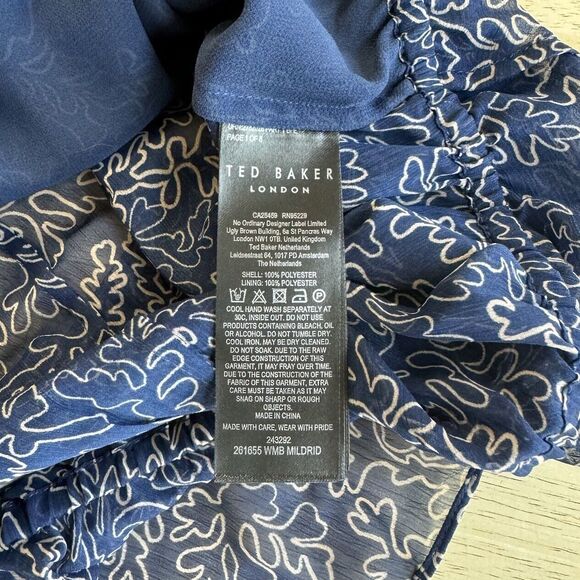 PAGE 1 OF 8
TED BAKER
LONDON
CA25459 RN95229
No Ordinary Designer Label Limited
Ugly Brown Building, 6a St Pancras Way
London NW1 0TB. United Kingdom
Ted Baker Netherlands
Leidsestraat 64, 1017 PD Amsterdam
The Netherlands
SHELL: 100% POLYESTER
LINING: 100% POLYESTER
COOL HAND WASH SEPARATELY AT
30C, INSIDE OUT. DO NOT USE
PRODUCTS CONTAINING BLEACH, OIL
OR ALCOHOL. DO NOT TUMBLE DRY.
COOL IRON, MAY BE DRY CLEANED.
DO NOT SOAK. DUE TO THE RAW
EDGE CONSTRUCTION OF THIS
GARMENT, IT MAY FRAY OVER TIME.
DUE TO THE CONSTRUCTION OF THE
FABRIC OF THIS GARMENT, EXTRA
CARE MUST BE TAKEN AS IT MAY
SNAG ON SHARP OR ROUGH
OBJECTS.
MADE IN CHINA
MADE WITH CARE, WEAR WITH PRIDE
243292
261655 WMB MILDRID